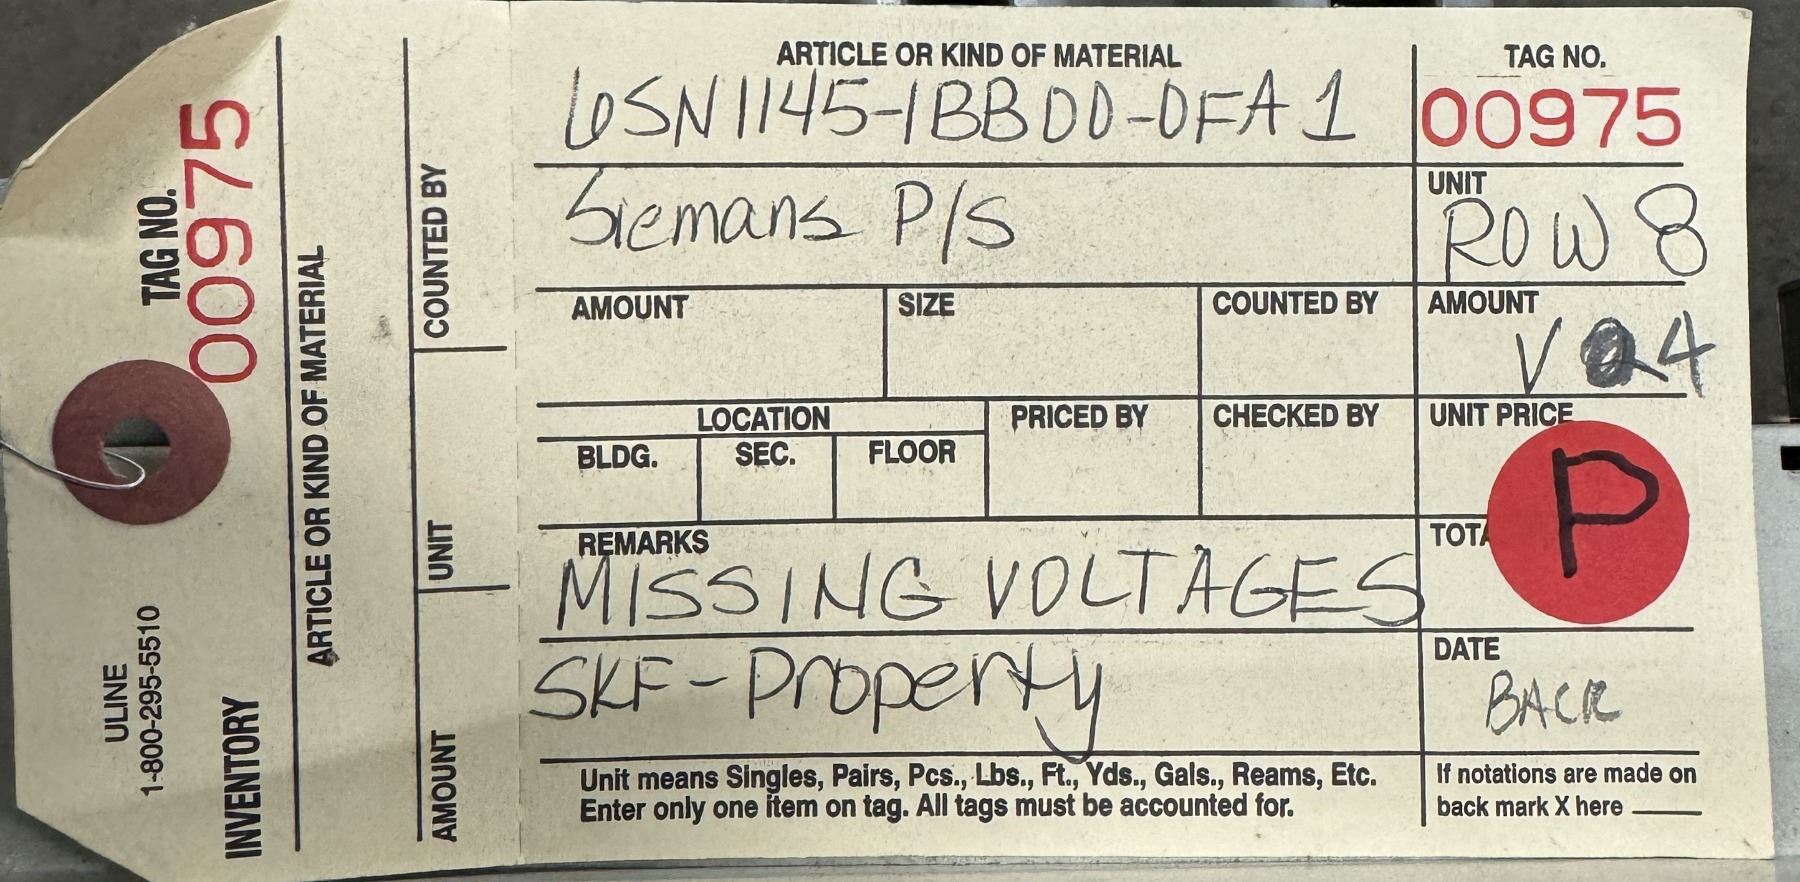 ARTICLE OR KIND OF MATERIAL
6SN1145-1BB00-0FA1
TAG NO.
00975
Siemans P/S
UNIT
ROW 8
AMOUNT
SIZE
COUNTED BY
AMOUNT
V 4
LOCATION
BLDG.
SEC.
FLOOR
PRICED BY
CHECKED BY
UNIT PRICE
P
REMARKS
MISSING VOLTAGES
TOTA
SKF-Property
DATE
BACK
Unit means Singles, Pairs, Pcs., Lbs., Ft., Yds., Gals., Reams, Etc.
Enter only one item on tag. All tags must be accounted for.
If notations are made on
back mark X here
TAG NO.
00975
ULINE
1-800-295-5510
INVENTORY
ARTICLE OR KIND OF MATERIAL
COUNTED BY
UNIT
AMOUNT